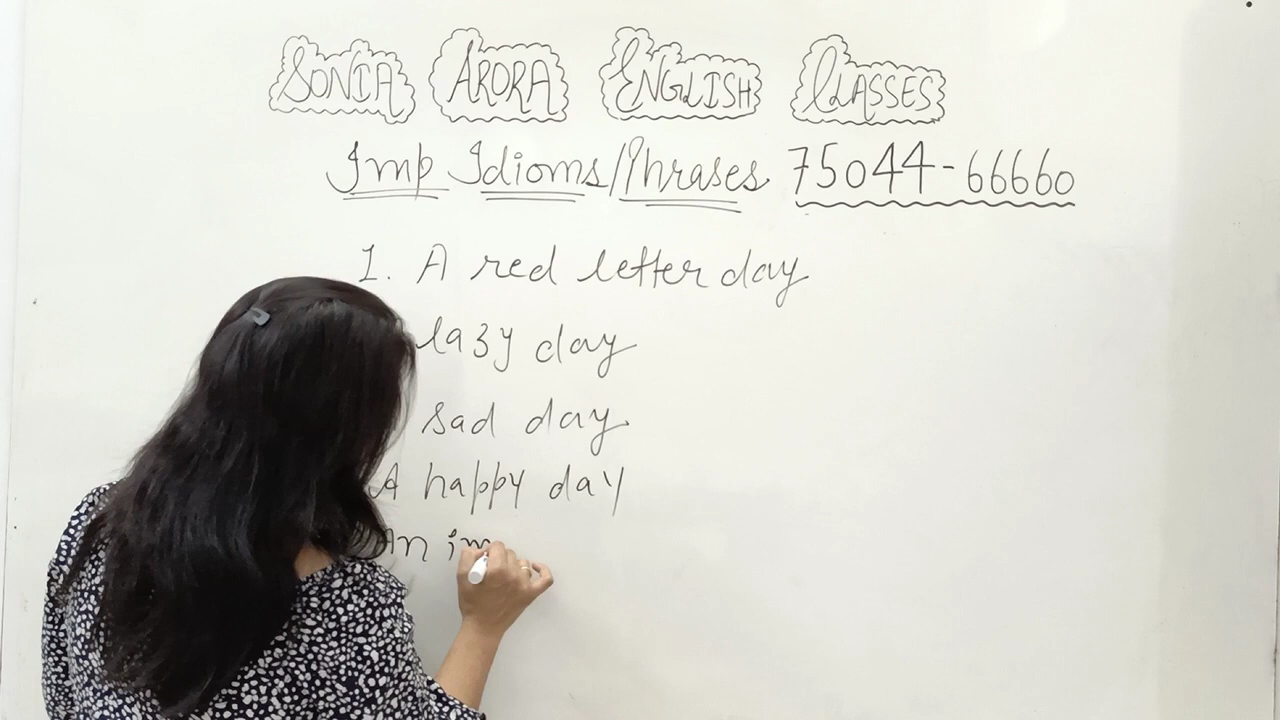 SONIA ARORA ENGLISH CLASSES
Imp Idioms/Phrases 75044-66660
1. A red letter day
lazy day
sad day
A happy day
An im